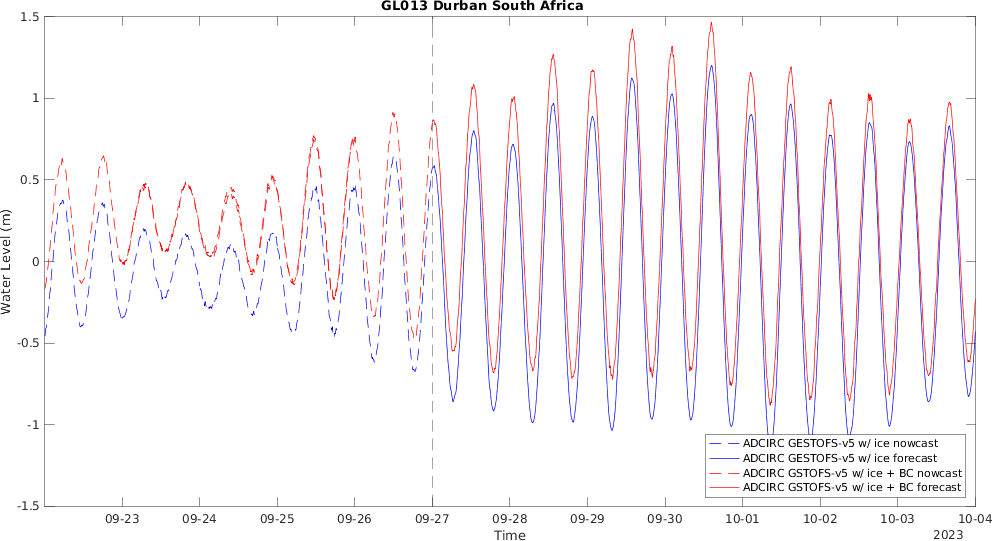 GL013 Durban South Africa
1.5
1
0.5
0
-0.5
-1
-1.5
Water Level (m)
ADCIRC GESTOFS-v5 w/ ice nowcast
ADCIRC GESTOFS-v5 w/ ice forecast
ADCIRC GSTOFS-v5 w/ ice + BC nowcast
ADCIRC GSTOFS-v5 w/ ice + BC forecast
09-23 09-24 09-25 09-26 09-27 09-28 09-29 09-30 10-01 10-02 10-03 10-04
Time
2023